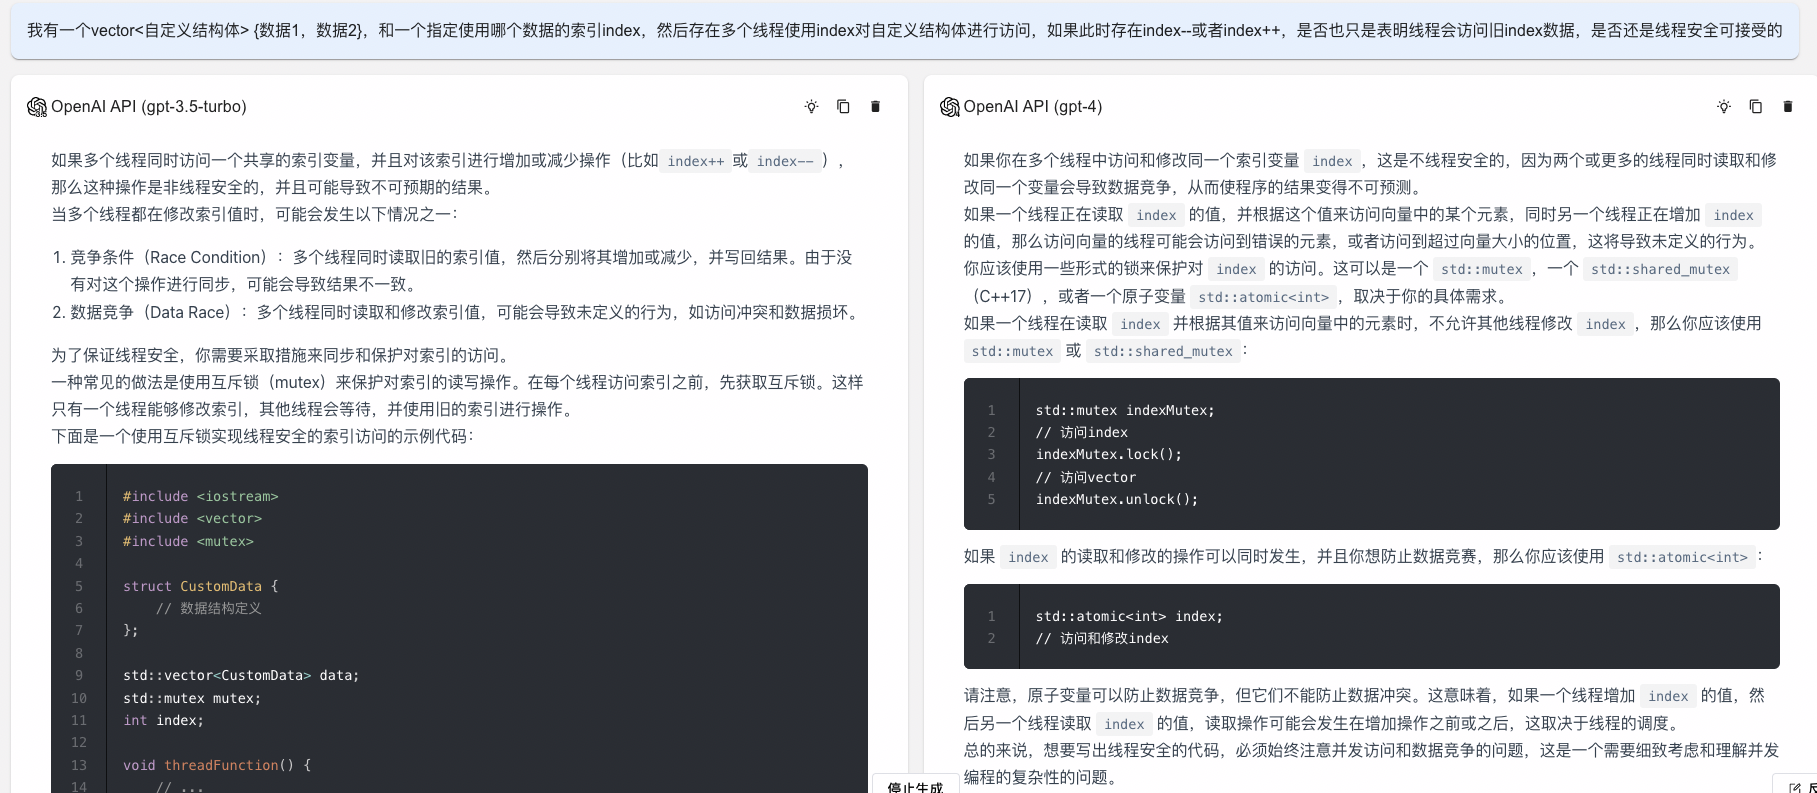 我有一个vector<自定义结构体> {数据1，数据2}，和一个指定使用哪个数据的索引index，然后存在多个线程使用index对自定义结构体进行访问，如果此时存在index--或者index++，是否也只是表明线程会访问旧index数据，是否还是线程安全可接受的
OpenAI API (gpt-3.5-turbo)
如果多个线程同时访问一个共享的索引变量，并且对该索引进行增加或减少操作（比如 index++ 或 index-- ），
那么这种操作是非线程安全的，并且可能导致不可预期的结果。
当多个线程都在修改索引值时，可能会发生以下情况之一：
1. 竞争条件（Race Condition）：多个线程同时读取旧的索引值，然后分别将其增加或减少，并写回结果。由于没
有对这个操作进行同步，可能会导致结果不一致。
2. 数据竞争（Data Race）：多个线程同时读取和修改索引值，可能会导致未定义的行为，如访问冲突和数据损坏。
为了保证线程安全，你需要采取措施来同步和保护对索引的访问。
一种常见的做法是使用互斥锁（mutex）来保护对索引的读写操作。在每个线程访问索引之前，先获取互斥锁。这样
只有一个线程能够修改索引，其他线程会等待，并使用旧的索引进行操作。
下面是一个使用互斥锁实现线程安全的索引访问的示例代码：
1 #include <iostream>
2 #include <vector>
3 #include <mutex>
4
5 struct CustomData {
6 // 数据结构定义
7 };
8
9 std::vector<CustomData> data;
10 std::mutex mutex;
11 int index;
12
13 void threadFunction() {
14 // ...
OpenAI API (gpt-4)
如果你在多个线程中访问和修改同一个索引变量 index ，这是不线程安全的，因为两个或更多的线程同时读取和修
改同一个变量会导致数据竞争，从而使程序的结果变得不可预测。
如果一个线程正在读取 index 的值，并根据这个值来访问向量中的某个元素，同时另一个线程正在增加 index
的值，那么访问向量的线程可能会访问到错误的元素，或者访问到超过向量大小的位置，这将导致未定义的行为。
你应该使用一些形式的锁来保护对 index 的访问。这可以是一个 std::mutex ，一个 std::shared_mutex
（C++17），或者一个原子变量 std::atomic<int> ，取决于你的具体需求。
如果一个线程在读取 index 并根据其值来访问向量中的元素时，不允许其他线程修改 index ，那么你应该使用
std::mutex 或 std::shared_mutex ：
1 std::mutex indexMutex;
2 // 访问index
3 indexMutex.lock();
4 // 访问vector
5 indexMutex.unlock();
如果 index 的读取和修改的操作可以同时发生，并且你想防止数据竞赛，那么你应该使用 std::atomic<int> ：
1 std::atomic<int> index;
2 // 访问和修改index
请注意，原子变量可以防止数据竞争，但它们不能防止数据冲突。这意味着，如果一个线程增加 index 的值，然
后另一个线程读取 index 的值，读取操作可能会发生在增加操作之前或之后，这取决于线程的调度。
总的来说，想要写出线程安全的代码，必须始终注意并发访问和数据竞争的问题，这是一个需要细致考虑和理解并发
编程的复杂性的问题。
停止生成